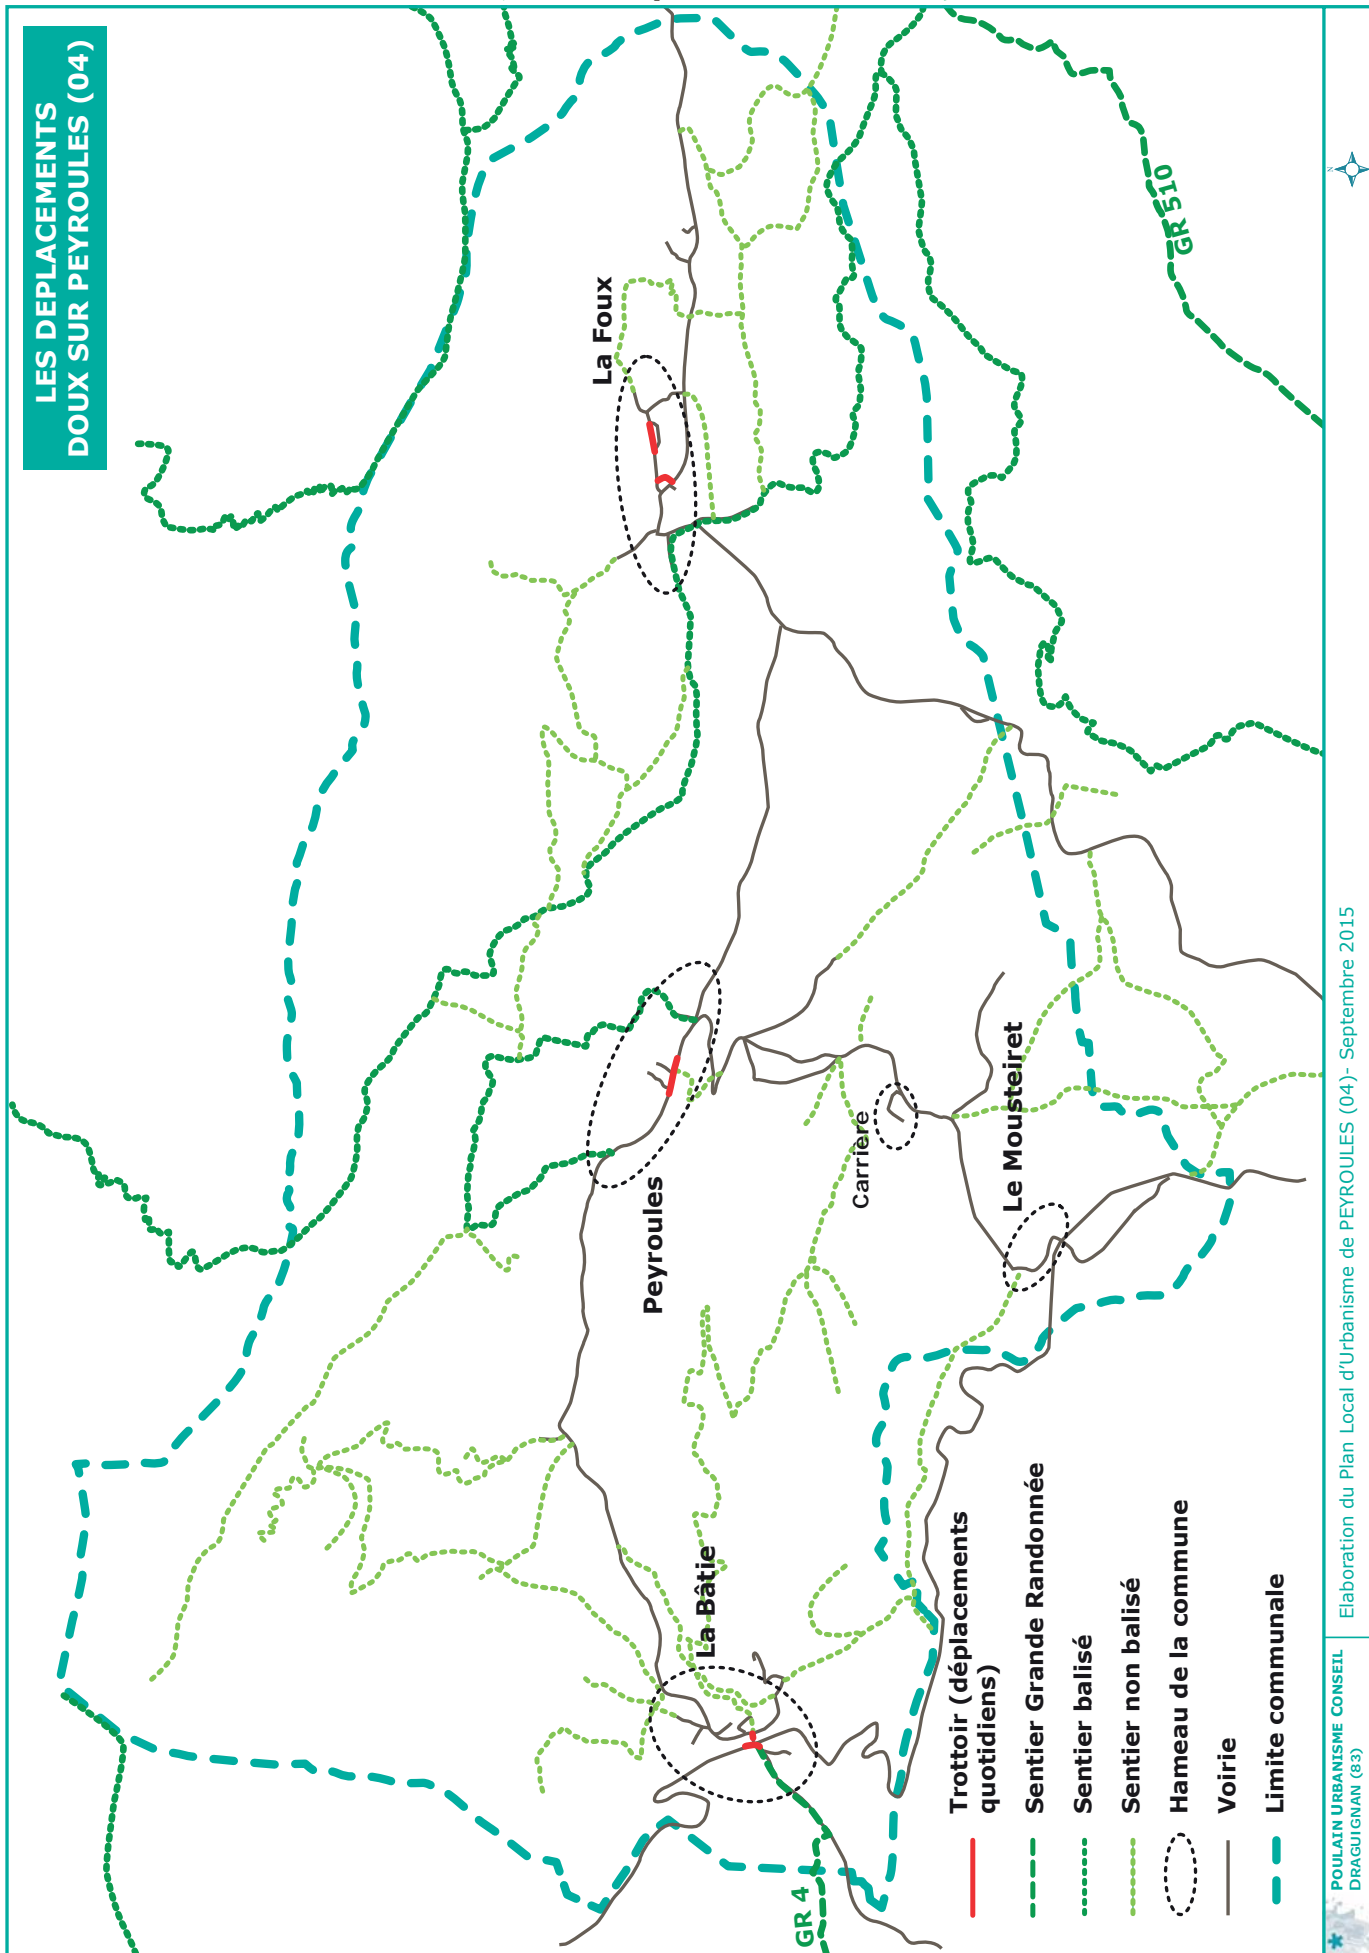 LES DEPLACEMENTS
DOUX SUR PEYROULES (04)
La Foux
GR 510
Peyroules
Carrière
Le Mousteiret
La Bâtie
GR 4
Trottoir (déplacements
quotidiens)
Sentier Grande Randonnée
Sentier balisé
Sentier non balisé
Hameau de la commune
Voirie
Limite communale
N
POULAIN URBANISME CONSEIL
DRAGUIGNAN (83)
Elaboration du Plan Local d'Urbanisme de PEYROULES (04)- Septembre 2015